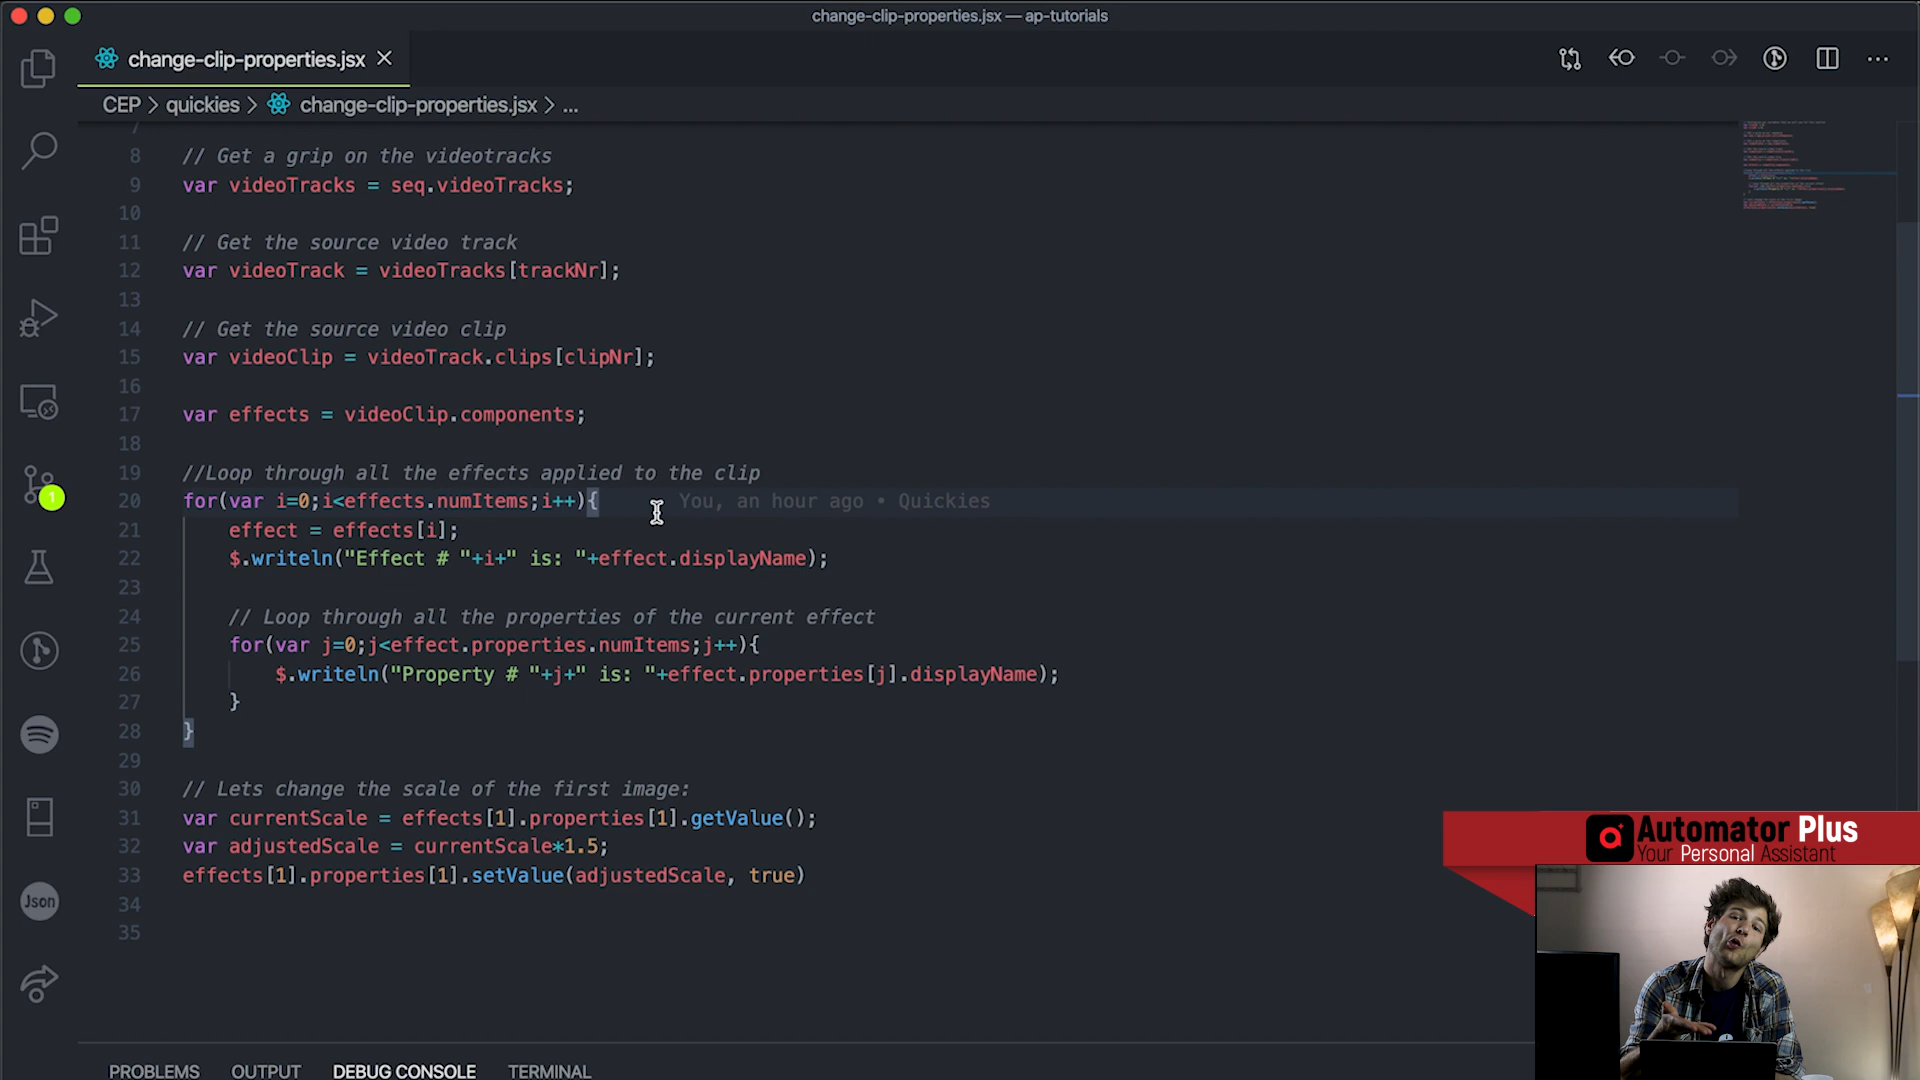 change-clip-properties.jsx — ap-tutorials
change-clip-properties.jsx
CEP > quickies > change-clip-properties.jsx > ...
7
8 // Get a grip on the videotracks
9 var videoTracks = seq.videoTracks;
10
11 // Get the source video track
12 var videoTrack = videoTracks[trackNr];
13
14 // Get the source video clip
15 var videoClip = videoTrack.clips[clipNr];
16
17 var effects = videoClip.components;
18
19 //Loop through all the effects applied to the clip
20 for(var i=0;i<effects.numItems;i++){ You, an hour ago • Quickies
21 effect = effects[i];
22 $.writeln("Effect # "+i+" is: "+effect.displayName);
23
24 // Loop through all the properties of the current effect
25 for(var j=0;j<effect.properties.numItems;j++){
26 $.writeln("Property # "+j+" is: "+effect.properties[j].displayName);
27 }
28 }
29
30 // Lets change the scale of the first image:
31 var currentScale = effects[1].properties[1].getValue();
32 var adjustedScale = currentScale*1.5;
33 effects[1].properties[1].setValue(adjustedScale, true)
34
35
1
Json
Automator Plus
Your Personal Assistant
PROBLEMS OUTPUT DEBUG CONSOLE TERMINAL